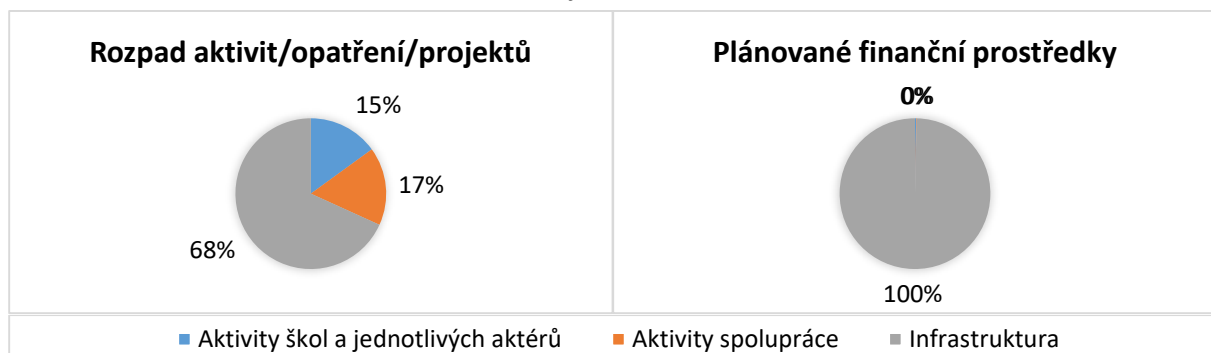 Rozpad aktivit/opatření/projektů
15%
17%
68%
Plánované finanční prostředky
0%
100%
Aktivity škol a jednotlivých aktérů
Aktivity spolupráce
Infrastruktura